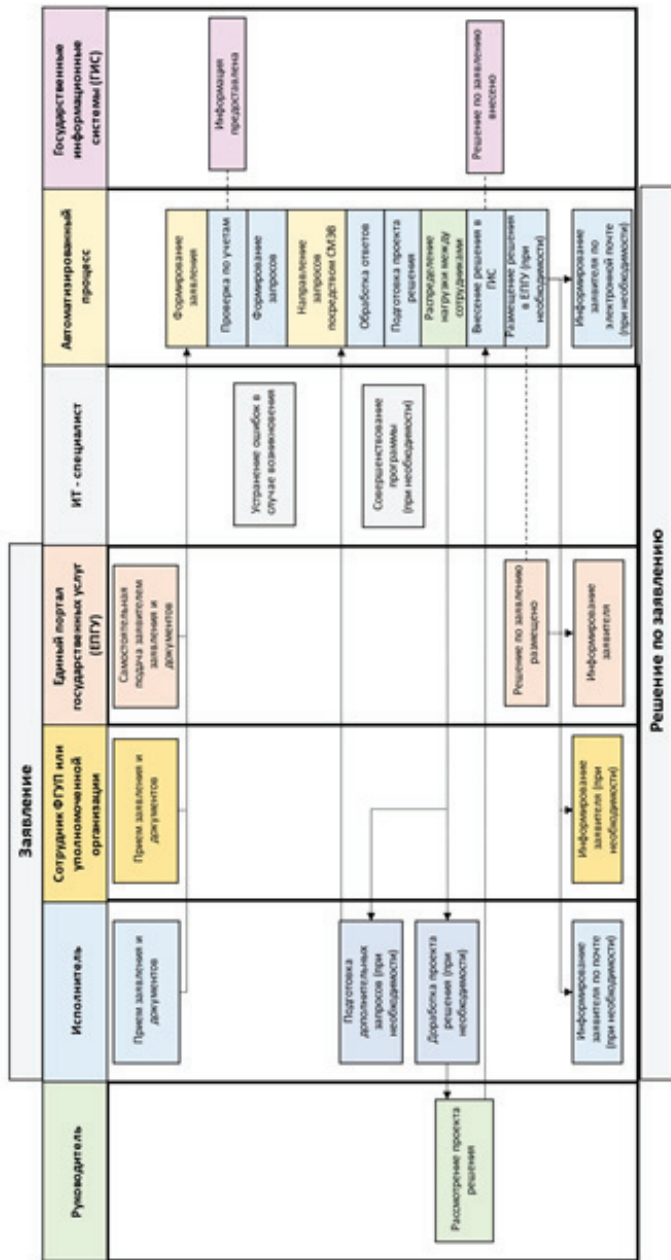 Заявление
Руководитель
Исполнитель
Сотрудник ФГУП или
уполномоченной
организации
Единый портал
государственных услуг
(ЕПГУ)
ИТ - специалист
Автоматизированный
процесс
Государственные
информационные
системы (ГИС)
Прием заявления и
документов
Прием заявления и
документов
Самостоятельная
подача заявителем
заявления и
документов
Формирование
заявления
Проверка по учетам
Формирование
запросов
Направление
запросов
посредством СМЭВ
Обработка ответов
Подготовка проекта
решения
Распределение
нагрузки между
сотрудниками
Внесение решения в
ГИС
Размещение решения
в ЕПГУ (при
необходимости)
Информация
предоставлена
Устранение ошибок в
случае возникновения
Совершенствование
программы
(при необходимости)
Подготовка
дополнительных
запросов (при
необходимости)
Доработка проекта
решения (при
необходимости)
Рассмотрение проекта
решения
Решение по заявлению
внесено
Решение по заявлению
размещено
Информирование
заявителя по почте
(при необходимости)
Информирование
заявителя (при
необходимости)
Информирование
заявителя
Информирование
заявителя по
электронной почте
(при необходимости)
Решение по заявлению